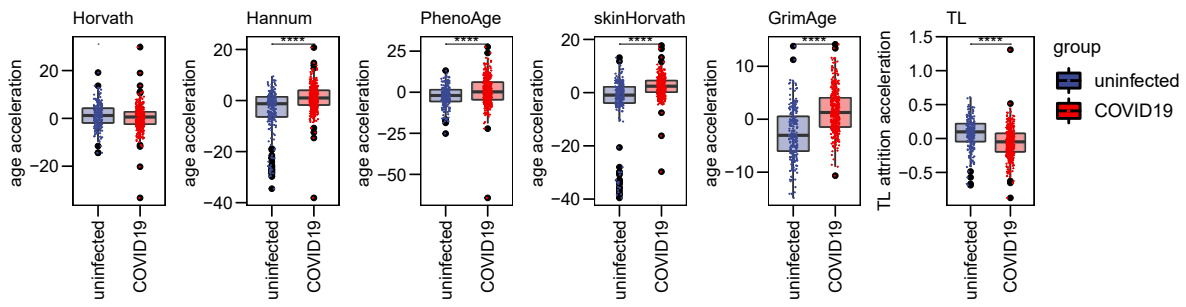 Horvath
Hannum
PhenoAge
skinHorvath
GrimAge
TL
age acceleration
20
0
−20
uninfected
COVID19
age acceleration
20
0
−20
−40
****
uninfected
COVID19
age acceleration
25
0
−25
−50
****
uninfected
COVID19
age acceleration
20
0
−20
−40
****
uninfected
COVID19
age acceleration
10
0
−10
****
uninfected
COVID19
TL attrition acceleration
1.5
1.0
0.5
0.0
−0.5
****
uninfected
COVID19
group
uninfected
COVID19